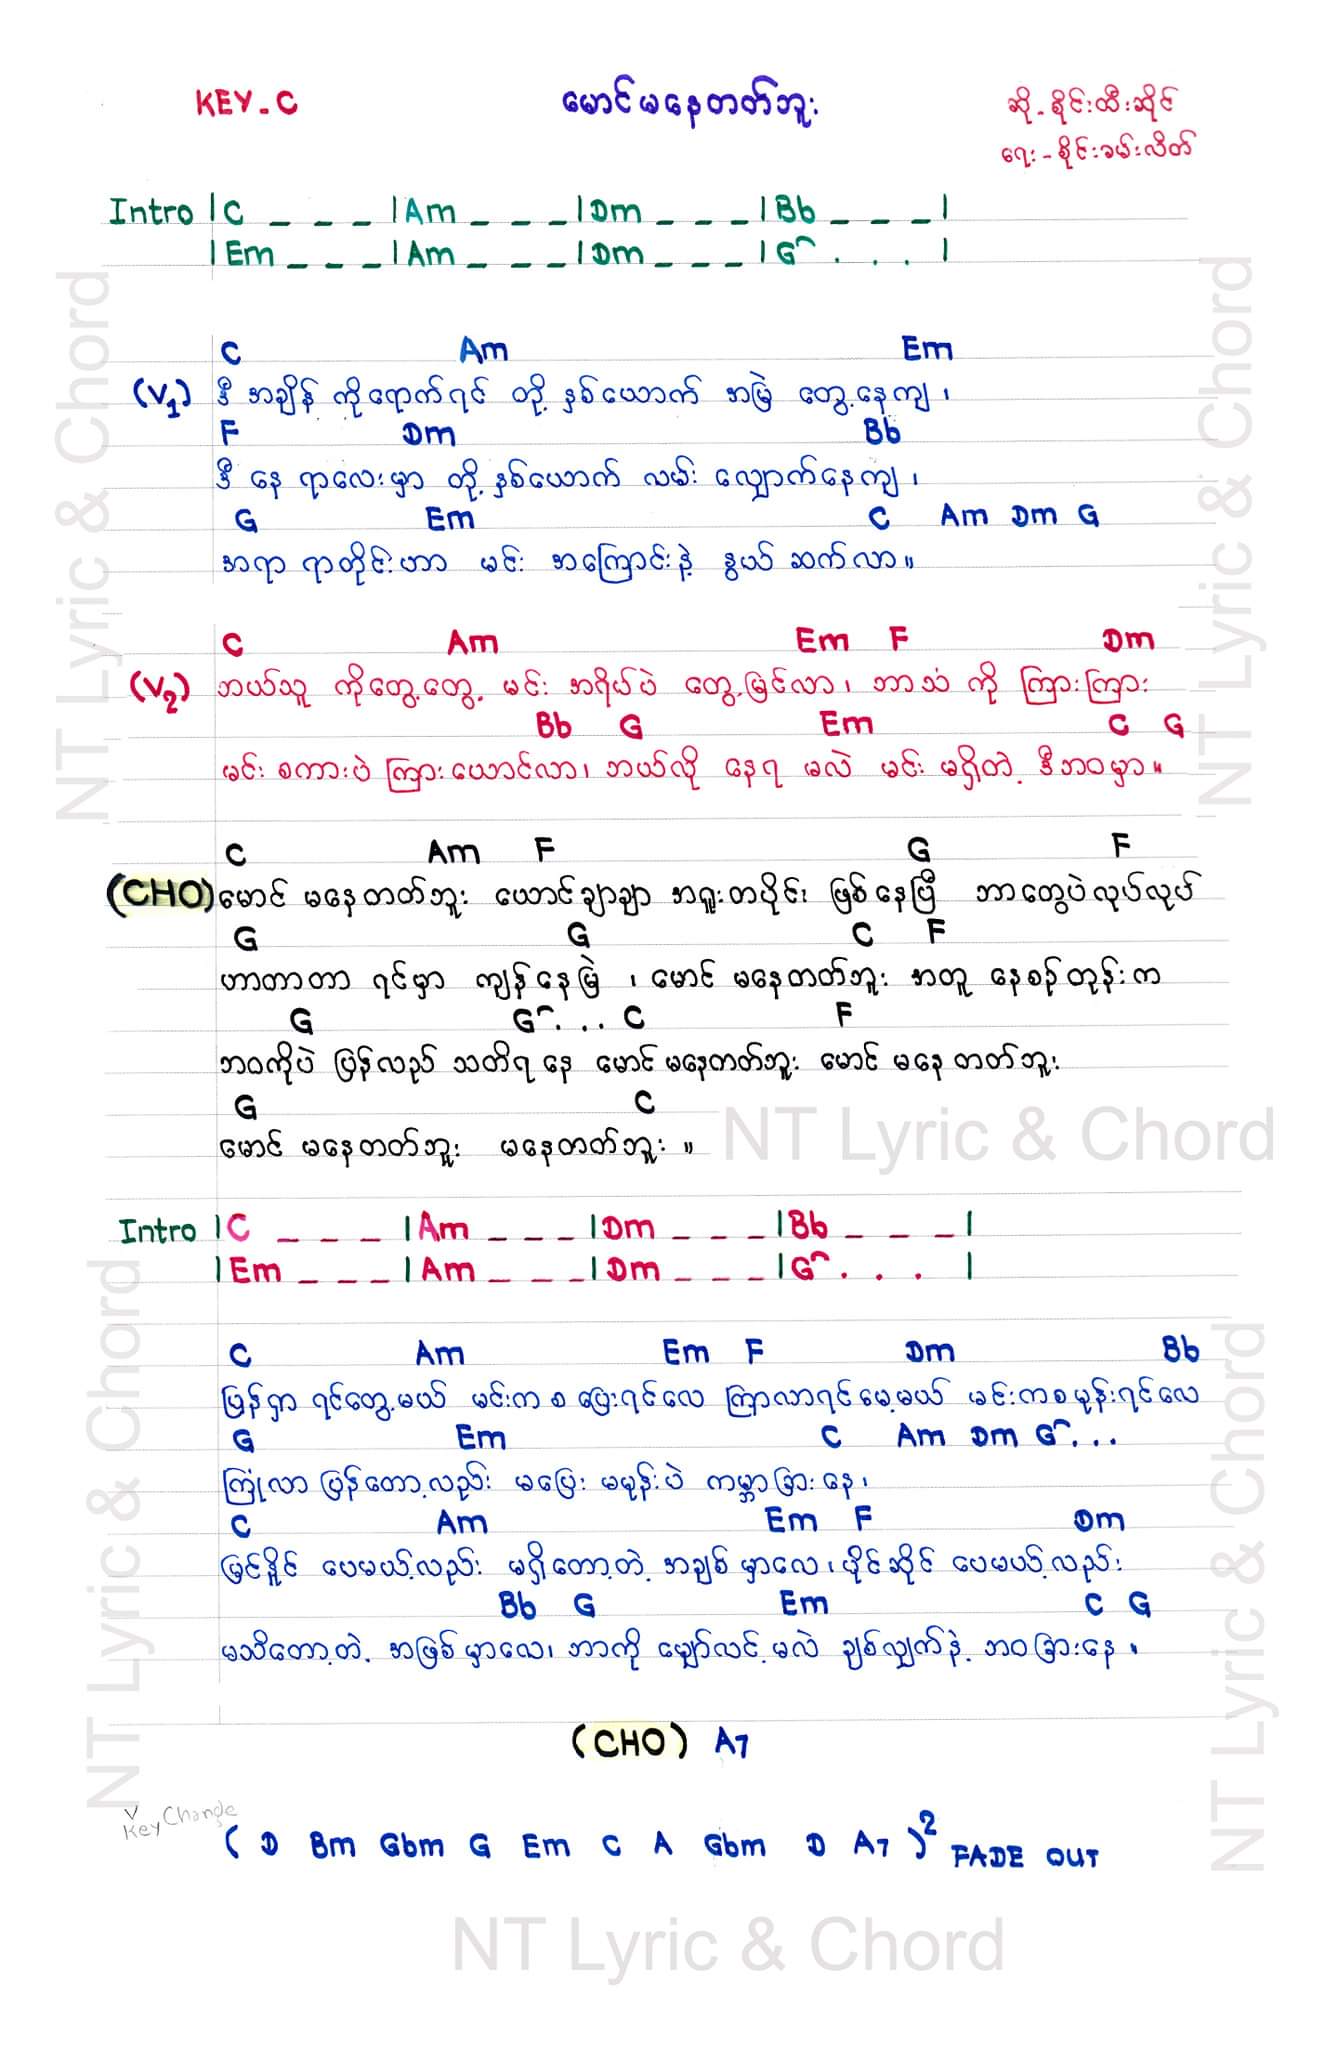 KEY - C မောင်မနေတတ်ဘူး ဆို - စိုင်းထီးဆိုင်
ရေး - စိုင်းခမ်းလိတ်
Intro | C _ _ _ | Am _ _ _ | Dm _ _ _ | Bb _ _ _ |
| Em _ _ _ | Am _ _ _ | Dm _ _ _ | G . . . |
C Am Em
(V1) ဒီ အချိန် ကိုရောက်ရင် တို့ နှစ်ယောက် အမြဲ တွေ့နေကျ ၊
F Dm Bb
ဒီ နေ ရာလေးမှာ တို့ နှစ်ယောက် လမ်း လျှောက်နေကျ ၊
G Em C Am Dm G
အရာ ရာတိုင်းဟာ မင်း အကြောင်းနဲ့ နွယ် ဆက်လာ ။
C Am Em F Dm
(V2) ဘယ်သူ ကိုတွေ့တွေ့ မင်း အရိပ်ပဲ တွေ့မြင်လာ ၊ ဘာသံ ကို ကြားကြား
Bb G Em C G
မင်း စကားပဲ ကြားယောင်လာ ၊ ဘယ်လို နေရ မလဲ မင်း မရှိတဲ့ ဒီဘဝမှာ ။
C Am F G F
(CHO) မောင် မနေတတ်ဘူး ယောင်ချာချာ အရူးတပိုင်း ဖြစ်နေပြီ ဘာတွေပဲလုပ်လုပ်
G G C F
ဟာတာတာ ရင်မှာ ကျန်နေမြဲ ၊ မောင် မနေတတ်ဘူး အတူ နေစဉ်တုန်းက
G G . . . C F
ဘဝကိုပဲ ပြန်လည် သတိရ နေ မောင် မနေတတ်ဘူး မောင် မနေ တတ်ဘူး
G C
မောင် မနေတတ်ဘူး မနေတတ်ဘူး ။
Intro | C _ _ _ | Am _ _ _ | Dm _ _ _ | Bb _ _ _ |
| Em _ _ _ | Am _ _ _ | Dm _ _ _ | G . . . |
C Am Em F Dm Bb
ပြန်ရှာ ရင်တွေ့မယ် မင်းက စ ပြေးရင်လေ ကြာလာရင်မေ့မယ် မင်းကစမုန်းရင်လေ
G Em C Am Dm G . . .
ကြုံလာ ပြန်တော့လည်း မပြေး မမုန်းပဲ ကမ္ဘာခြားနေ ၊
C Am Em F Dm
မြင်နိုင် ပေမယ့်လည်း မရှိတော့တဲ့ အချစ် မှာလေ ၊ ပိုင်ဆိုင် ပေမယ့်လည်း
Bb G Em C G
မသိတော့တဲ့ အဖြစ်မှာလေ ၊ ဘာကို မျှော်လင့်မလဲ ချစ်လျှက်နဲ့ ဘဝခြားနေ ။
(CHO) A7
Key Change
( D Bm Gbm G Em C A Gbm D A7 )² FADE OUT
NT Lyric & Chord
NT Lyric & Chord
NT Lyric & Chord
NT Lyric & Chord
NT Lyric & Chord
NT Lyric & Chord